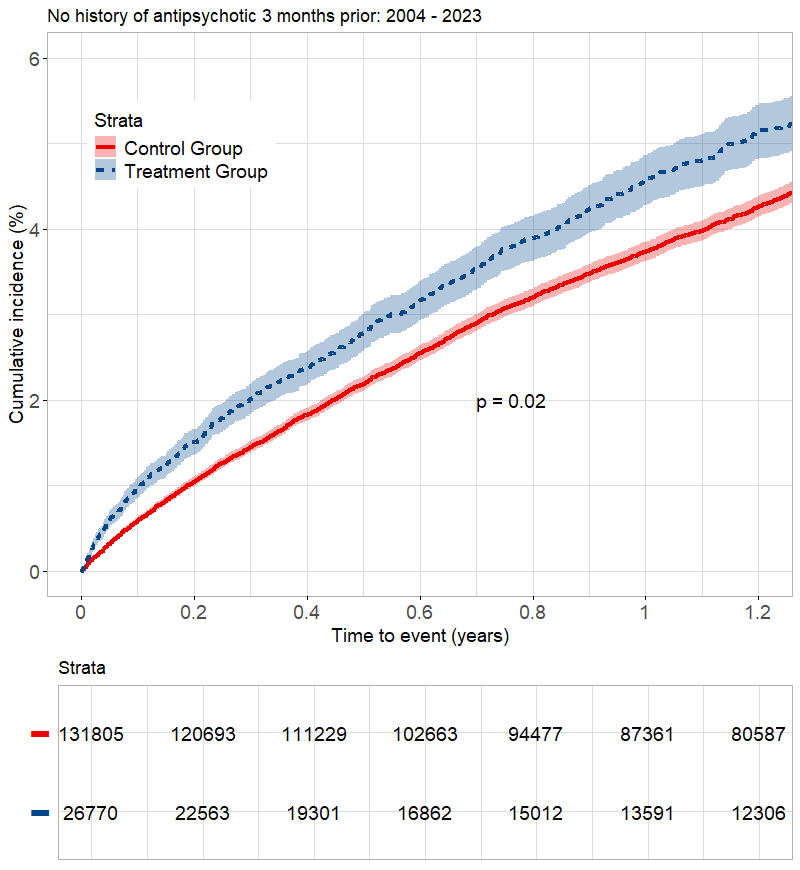 No history of antipsychotic 3 months prior: 2004 - 2023
6
Strata
Control Group
Treatment Group
4
Cumulative incidence (%)
p = 0.02
2
0
0 0.2 0.4 0.6 0.8 1 1.2
Time to event (years)
Strata
131805 120693 111229 102663 94477 87361 80587
26770 22563 19301 16862 15012 13591 12306